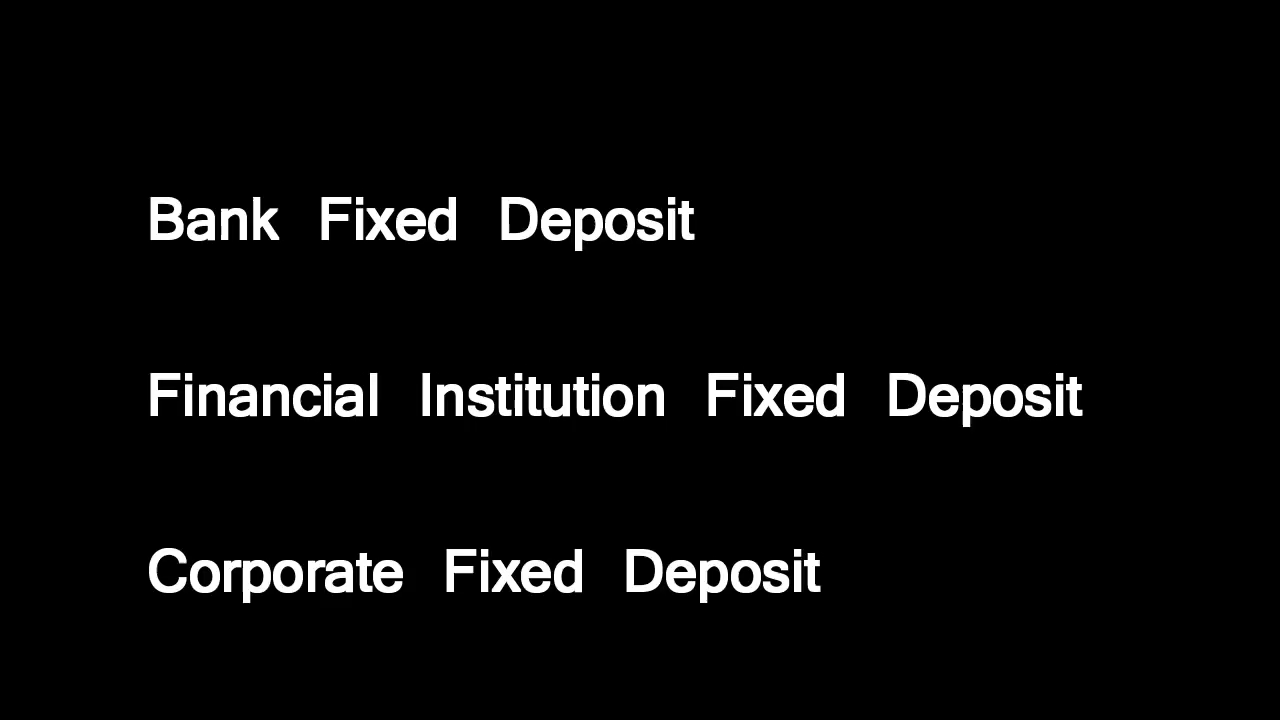 Bank Fixed Deposit
Financial Institution Fixed Deposit
Corporate Fixed Deposit